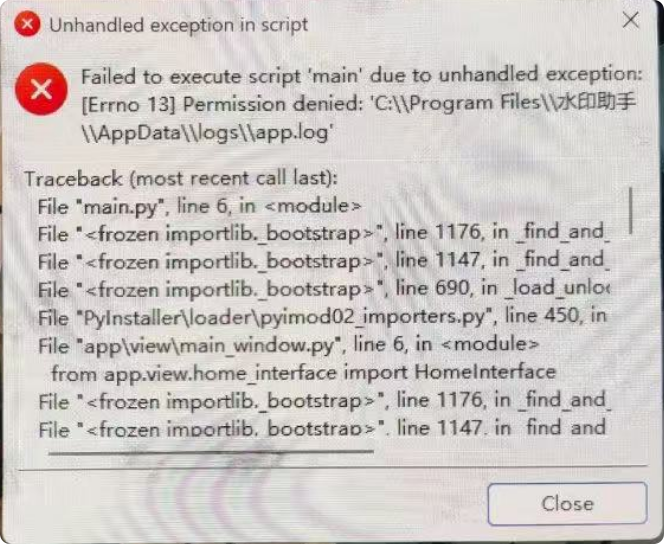 Unhandled exception in script
Failed to execute script 'main' due to unhandled exception:
[Errno 13] Permission denied: 'C:\\Program Files\\水印助手
\\AppData\\logs\\app.log'
Traceback (most recent call last):
File "main.py", line 6, in <module>
File "<frozen importlib._bootstrap>", line 1176, in _find_and_
File "<frozen importlib._bootstrap>", line 1147, in _find_and_
File "<frozen importlib._bootstrap>", line 690, in _load_unloc
File "PyInstaller\loader\pyimod02_importers.py", line 450, in
File "app\view\main_window.py", line 6, in <module>
from app.view.home_interface import HomeInterface
File "<frozen importlib._bootstrap>", line 1176, in _find_and_
File "<frozen importlib._bootstrap>", line 1147, in _find_and_
Close